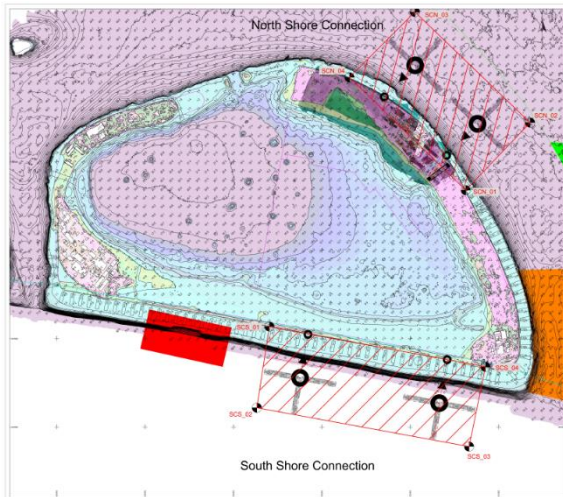 North Shore Connection
SCN_03
SCN_04
SCN_02
SCN_01
SCS_01
SCS_04
SCS_02
SCS_03
South Shore Connection